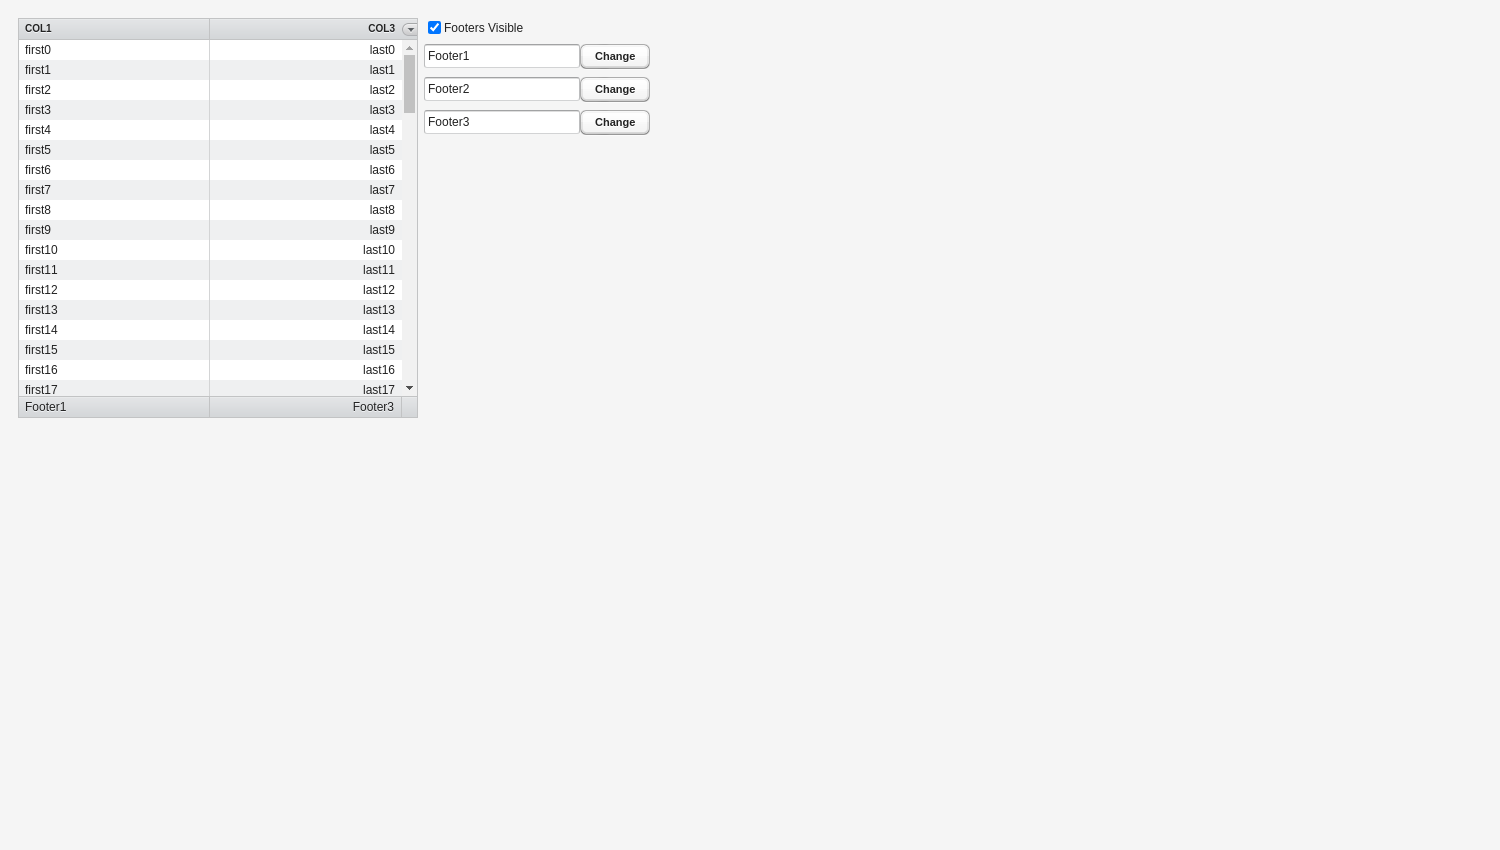 COL1 COL3
first0 last0
first1 last1
first2 last2
first3 last3
first4 last4
first5 last5
first6 last6
first7 last7
first8 last8
first9 last9
first10 last10
first11 last11
first12 last12
first13 last13
first14 last14
first15 last15
first16 last16
first17 last17
Footer1 Footer3
Footers Visible
Footer1 Change
Footer2 Change
Footer3 Change